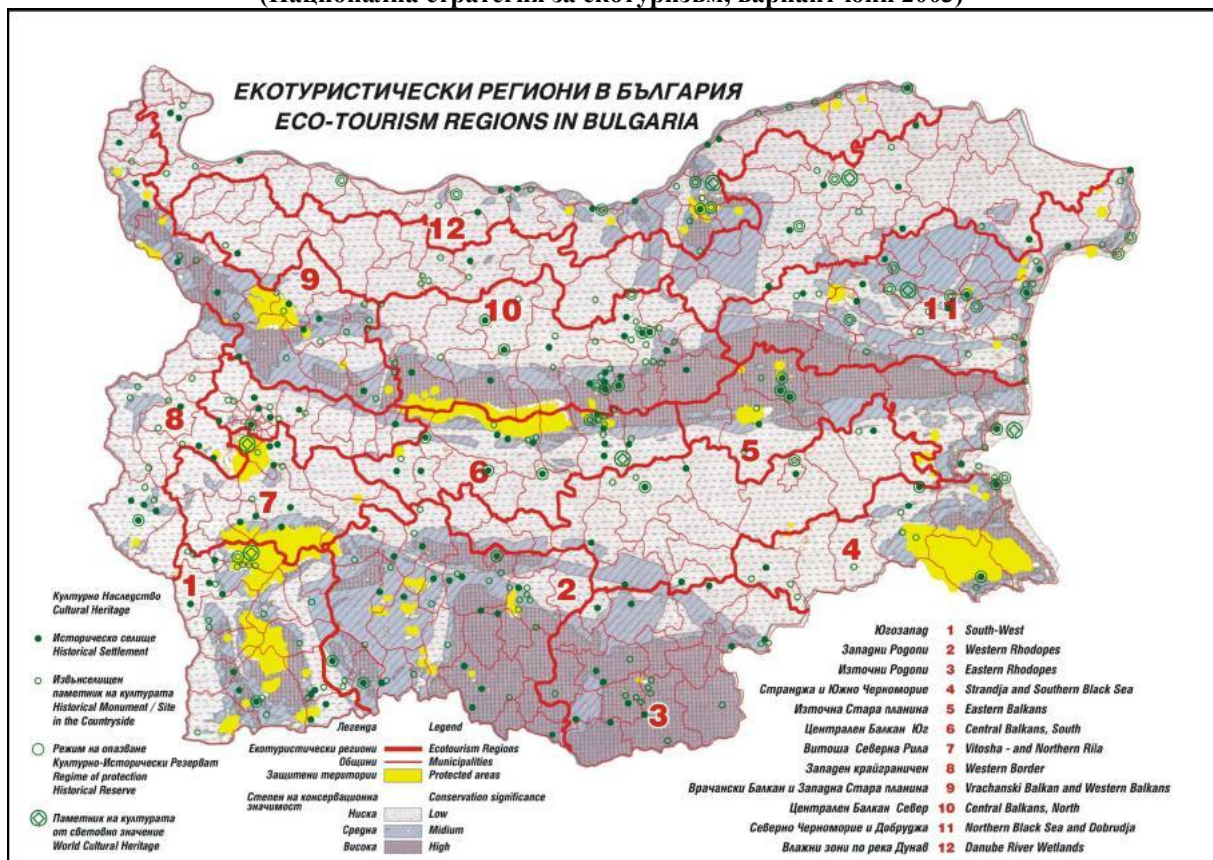 (Национална стратегия за екотуризъм, вариант юни 2003)
ЕКОТУРИСТИЧЕСКИ РЕГИОНИ В БЪЛГАРИЯ
ECO-TOURISM REGIONS IN BULGARIA
12
9
10
11
8
5
6
7
4
1
2
3
Културно Наследство
Cultural Heritage
Историческо селище
Historical Settlement
Извънселищен
паметник на културата
Historical Monument / Site
in the Countryside
Режим на опазване
Културно-Исторически Резерват
Regime of protection
Historical Reserve
Паметник на културата
от световно значение
World Cultural Heritage
Легенда Legend
Екотуристически региони Ecotourism Regions
Общини Municipalities
Защитени територии Protected areas
Степен на консервационна значимост Conservation significance
Ниска Low
Средна Midium
Висока High
Югозапад 1 South-West
Западни Родопи 2 Western Rhodopes
Източни Родопи 3 Eastern Rhodopes
Странджа и Южно Черноморие 4 Strandja and Southern Black Sea
Източна Стара планина 5 Eastern Balkans
Централен Балкан Юг 6 Central Balkans, South
Витоша Северна Рила 7 Vitosha - and Northern Rila
Западен крайграничен 8 Western Border
Врачански Балкан и Западна Стара планина 9 Vrachanski Balkan and Western Balkans
Централен Балкан Север 10 Central Balkans, North
Северно Черноморие и Добруджа 11 Northern Black Sea and Dobrudja
Влажни зони по река Дунав 12 Danube River Wetlands